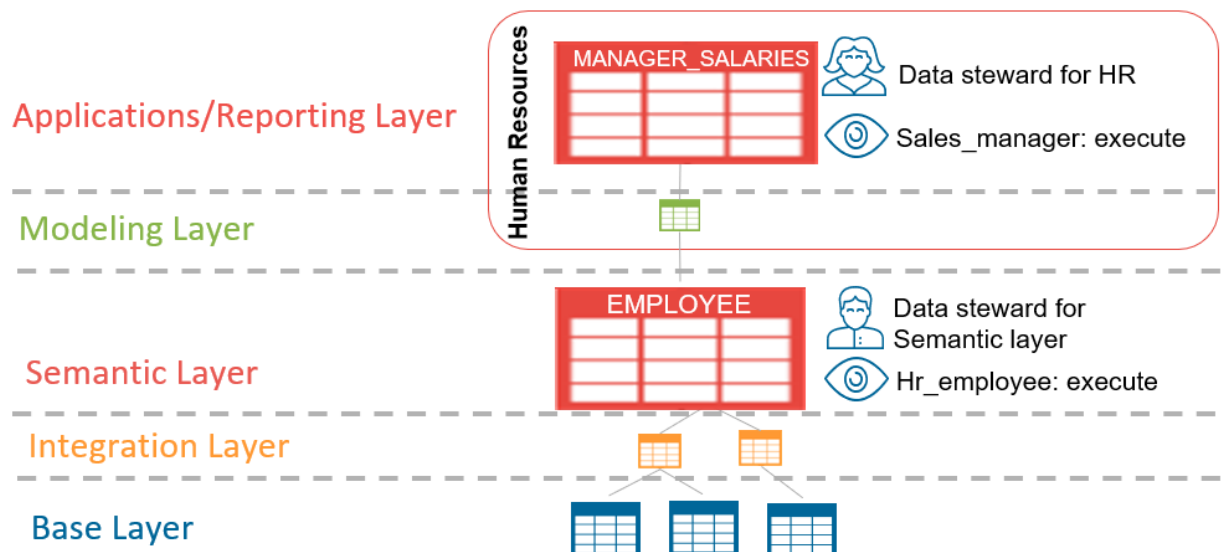 Human Resources
MANAGER_SALARIES
Data steward for HR
Applications/Reporting Layer
Sales_manager: execute
Modeling Layer
EMPLOYEE
Data steward for
Semantic layer
Semantic Layer
Hr_employee: execute
Integration Layer
Base Layer